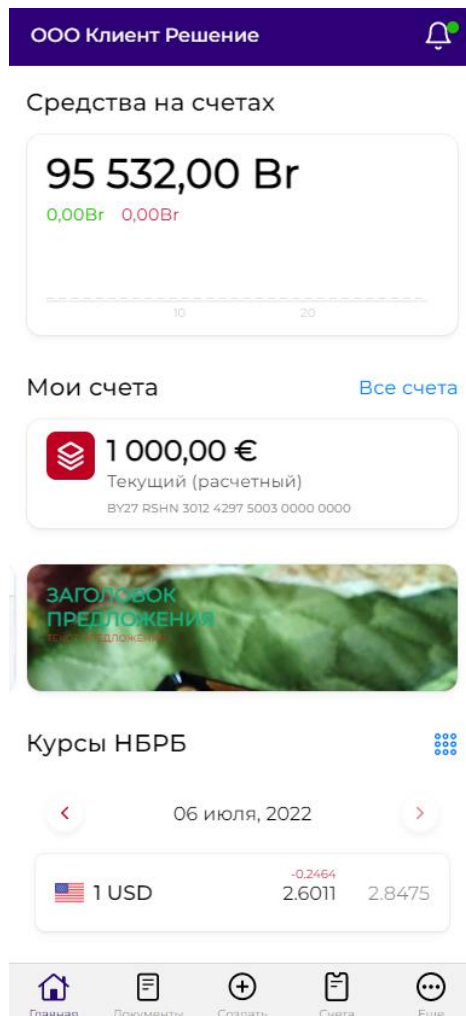 ООО Клиент Решение
Средства на счетах
95 532,00 Br
0,00Br 0,00Br
10 20
Мои счета Все счета
1 000,00 €
Текущий (расчетный)
BY27 RSHN 3012 4297 5003 0000 0000
ЗАГОЛОВОК
ПРЕДЛОЖЕНИЯ
ТЕКСТ ПРЕДЛОЖЕНИЯ
Курсы НБРБ
06 июля, 2022
-0.2464
1 USD 2.6011 2.8475
Главная Документы Создать Счета Еще